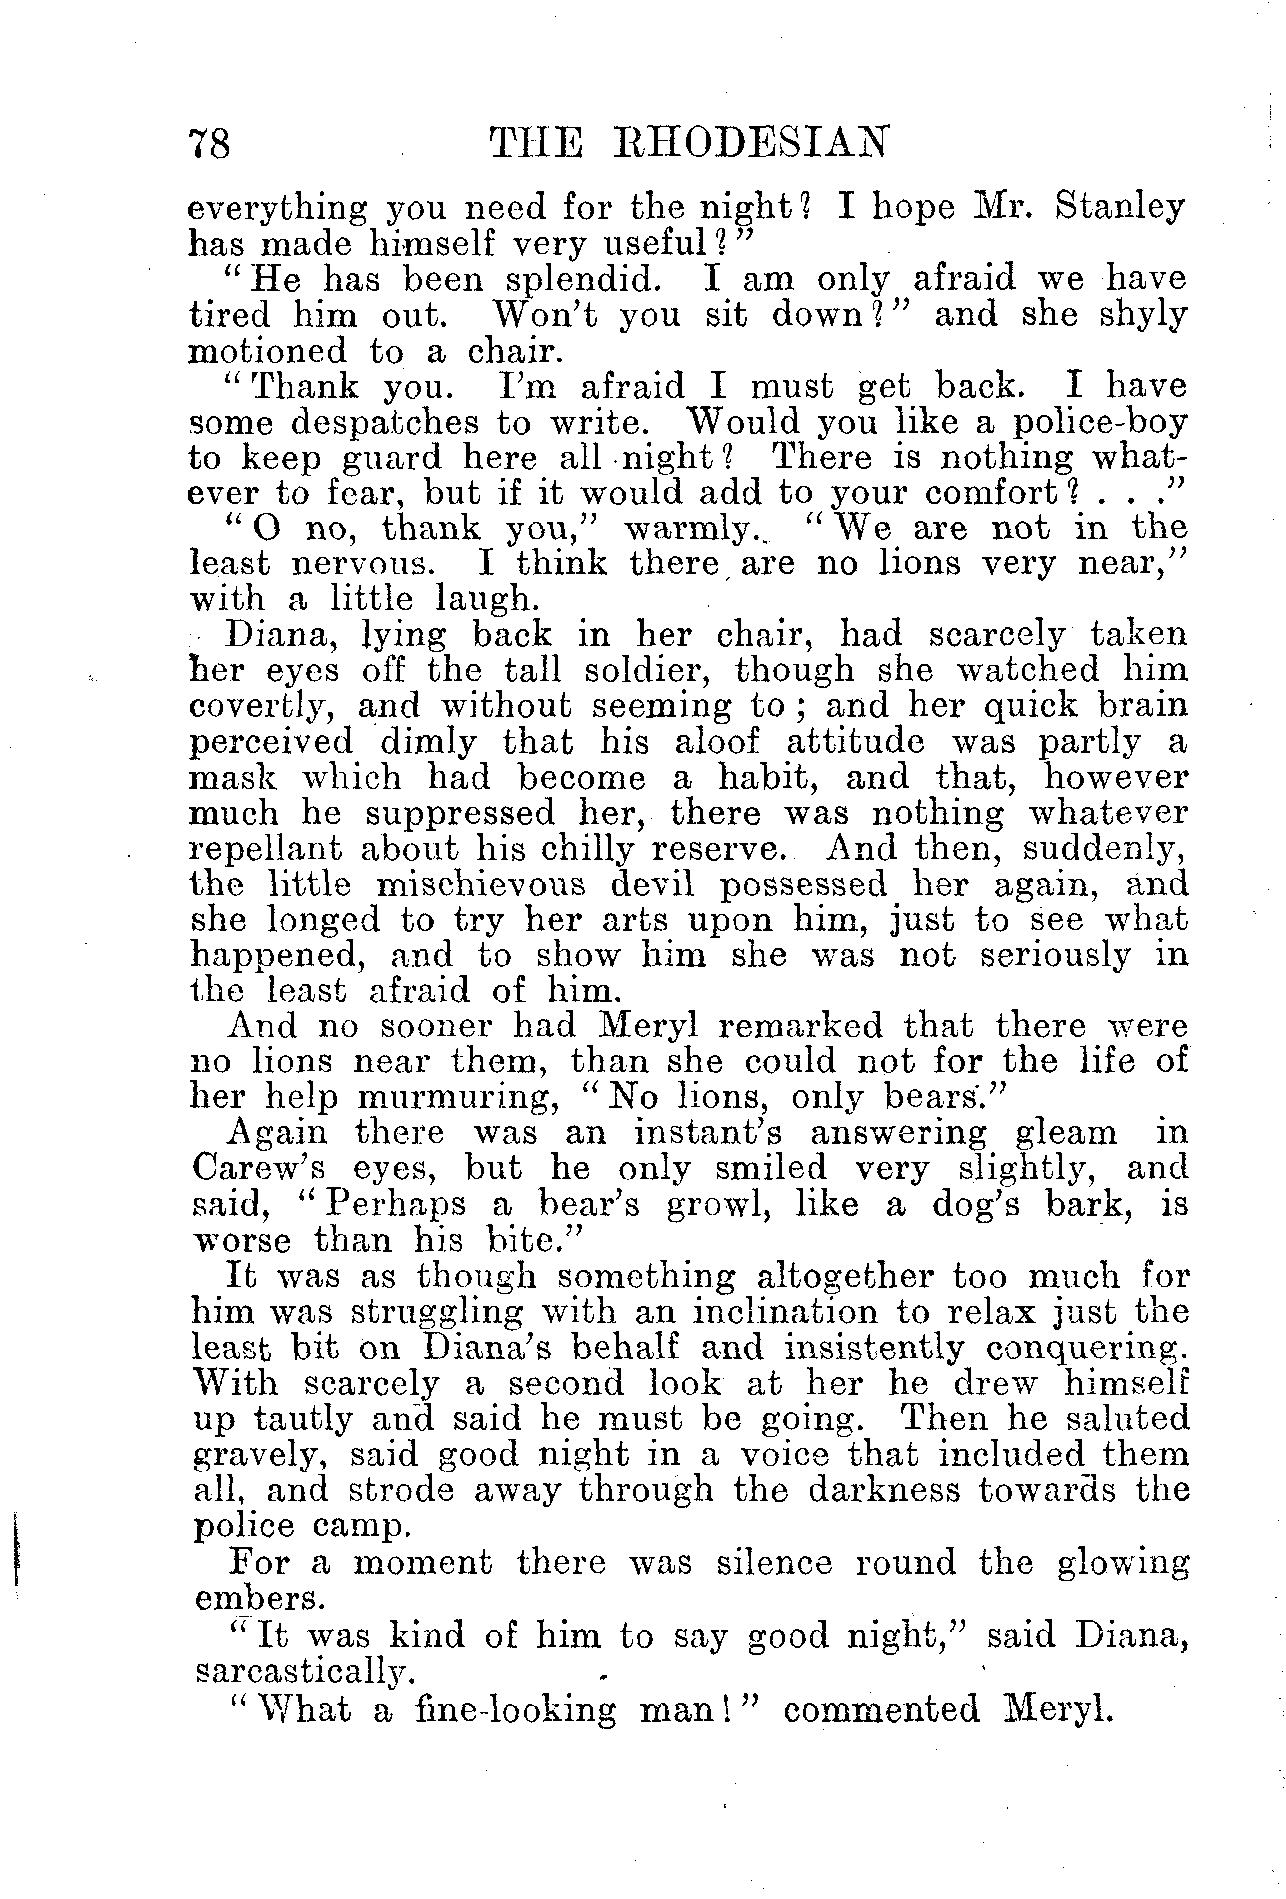 78 THE RHODESIAN
everything you need for the night? I hope Mr. Stanley
has made himself very useful?"
"He has been splendid. I am only afraid we have
tired him out. Won't you sit down?" and she shyly
motioned to a chair.
"Thank you. I'm afraid I must get back. I have
some despatches to write. Would you like a police-boy
to keep guard here all night? There is nothing what-
ever to fear, but if it would add to your comfort? . . ."
"O no, thank you," warmly. "We are not in the
least nervous. I think there are no lions very near,"
with a little laugh.
Diana, lying back in her chair, had scarcely taken
her eyes off the tall soldier, though she watched him
covertly, and without seeming to; and her quick brain
perceived dimly that his aloof attitude was partly a
mask which had become a habit, and that, however
much he suppressed her, there was nothing whatever
repellant about his chilly reserve. And then, suddenly,
the little mischievous devil possessed her again, and
she longed to try her arts upon him, just to see what
happened, and to show him she was not seriously in
the least afraid of him.
And no sooner had Meryl remarked that there were
no lions near them, than she could not for the life of
her help murmuring, "No lions, only bears."
Again there was an instant's answering gleam in
Carew's eyes, but he only smiled very slightly, and
said, "Perhaps a bear's growl, like a dog's bark, is
worse than his bite."
It was as though something altogether too much for
him was struggling with an inclination to relax just the
least bit on Diana's behalf and insistently conquering.
With scarcely a second look at her he drew himself
up tautly and said he must be going. Then he saluted
gravely, said good night in a voice that included them
all, and strode away through the darkness towards the
police camp.
For a moment there was silence round the glowing
embers.
"It was kind of him to say good night," said Diana,
sarcastically.
"What a fine-looking man!" commented Meryl.